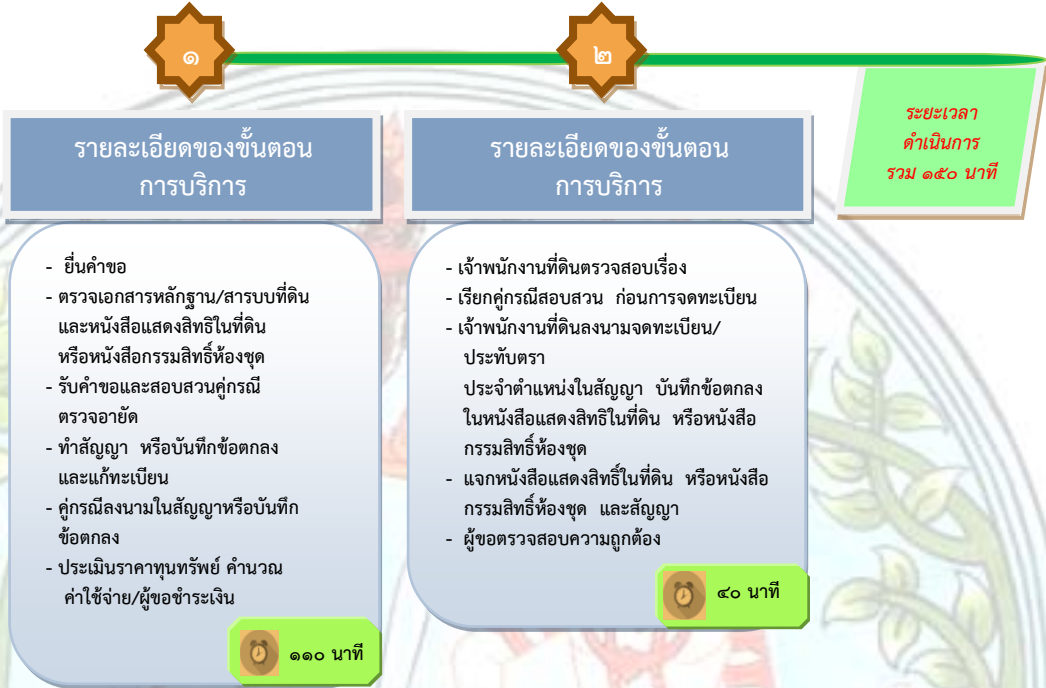 ๑
รายละเอียดของขั้นตอน
การบริการ
- ยื่นคำขอ
- ตรวจเอกสารหลักฐาน/สารบบที่ดิน
และหนังสือแสดงสิทธิในที่ดิน
หรือหนังสือกรรมสิทธิ์ห้องชุด
- รับคำขอและสอบสวนคู่กรณี
ตรวจอายัด
- ทำสัญญา หรือบันทึกข้อตกลง
และแก้ทะเบียน
- คู่กรณีลงนามในสัญญาหรือบันทึก
ข้อตกลง
- ประเมินราคาทุนทรัพย์ คำนวณ
ค่าใช้จ่าย/ผู้ขอชำระเงิน
๑๑๐ นาที
๒
รายละเอียดของขั้นตอน
การบริการ
- เจ้าพนักงานที่ดินตรวจสอบเรื่อง
- เรียกคู่กรณีสอบสวน ก่อนการจดทะเบียน
- เจ้าพนักงานที่ดินลงนามจดทะเบียน/
ประทับตรา
ประจำตำแหน่งในสัญญา บันทึกข้อตกลง
ในหนังสือแสดงสิทธิในที่ดิน หรือหนังสือ
กรรมสิทธิ์ห้องชุด
- แจกหนังสือแสดงสิทธิ์ในที่ดิน หรือหนังสือ
กรรมสิทธิ์ห้องชุด และสัญญา
- ผู้ขอตรวจสอบความถูกต้อง
๔๐ นาที
ระยะเวลา
ดำเนินการ
รวม ๑๕๐ นาที